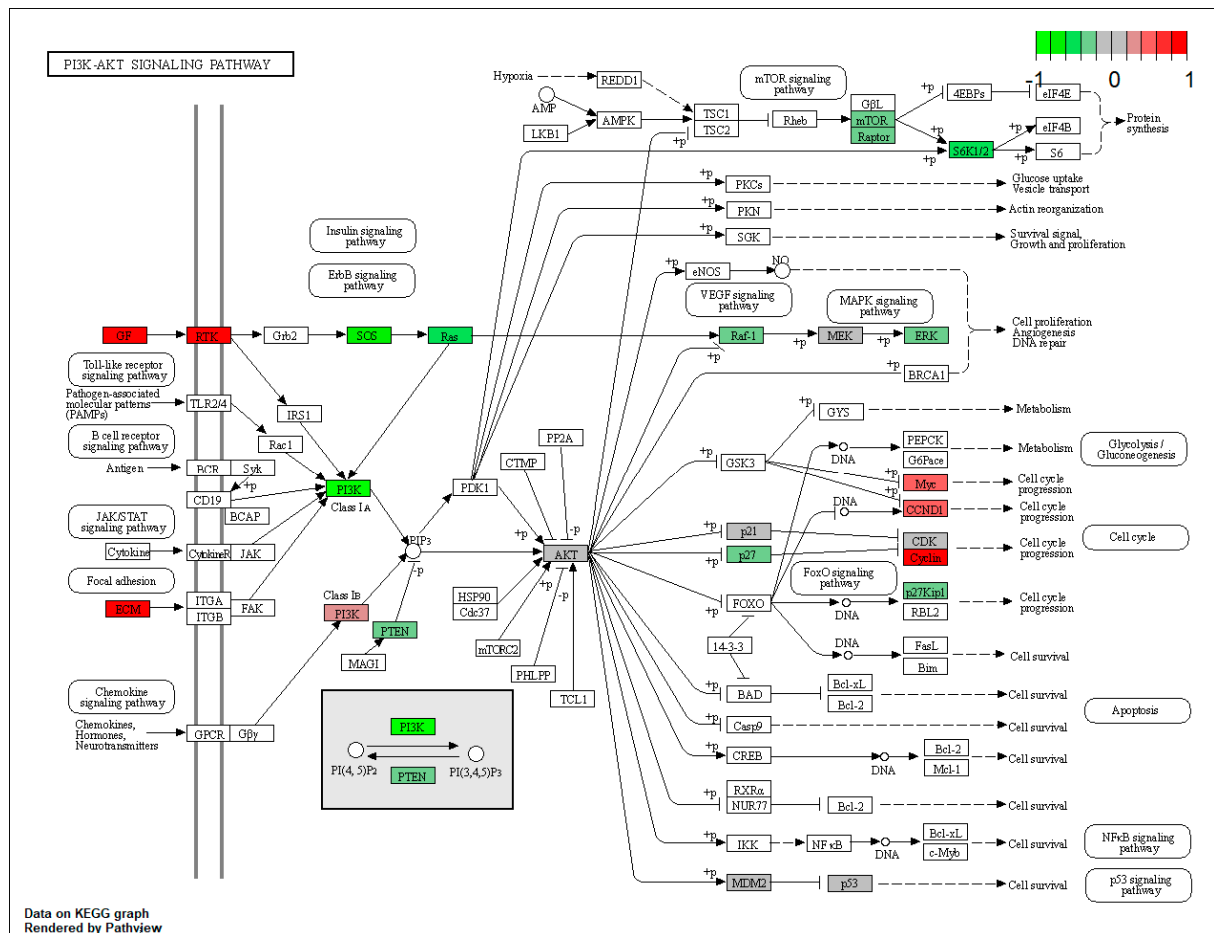 PI3K-AKT SIGNALING PATHWAY
-1 0 1
Hypoxia
REDD1
mTOR signaling
pathway
AMP
LKB1
AMPK
TSC1
TSC2
+p
Rheb
GβL
mTOR
Raptor
+p
4EBPs
eIF4E
+p
eIF4B
S6K1/2
+p
+p
+p
S6
Protein
synthesis
+p
PKCs
Glucose uptake
Vesicle transport
+p
PKN
Actin reorganization
+p
SGK
Survival signal,
Growth and proliferation
Insulin signaling
pathway
ErbB signaling
pathway
+p
eNOS
NO
VEGF signaling
pathway
MAPK signaling
pathway
GF
RTK
Grb2
SOS
Ras
Raf-1
+p
+p
MEK
+p
ERK
Cell proliferation
Angiogenesis
DNA repair
+p
BRCA1
Toll-like receptor
signaling pathway
Pathogen-associated
molecular patterns
(PAMPs)
TLR2/4
IRS1
Rac1
B cell receptor
signaling pathway
Antigen
BCR
Syk
+p
CD19
BCAP
PI3K
Class IA
JAK/STAT
signaling pathway
Cytokine
CytokineR
JAK
Focal adhesion
ECM
ITGA
ITGB
FAK
Class IB
PI3K
PIP3
-p
PTEN
MAGI
Chemokine
signaling pathway
Chemokines,
Hormones,
Neurotransmitters
GPCR
Gβγ
PI3K
PI(4, 5)P2
PI(3,4,5)P3
PTEN
PDK1
CTMP
PP2A
+p
-p
AKT
HSP90
Cdc37
+p
-p
mTORC2
PHLPP
TCL1
GYS
Metabolism
+p
GSK3
DNA
PEPCK
G6Pace
Metabolism
Glycolysis /
Gluconeogenesis
+p
Myc
Cell cycle
progression
DNA
+p
CCND1
Cell cycle
progression
+p
p21
+p
p27
CDK
Cyclin
Cell cycle
progression
Cell cycle
FoxO signaling
pathway
+p
FOXO
DNA
p27Kip1
RBL2
Cell cycle
progression
14-3-3
DNA
FasL
Bim
Cell survival
+p
BAD
Bcl-xL
Bcl-2
Cell survival
Apoptosis
+p
Casp9
Cell survival
+p
CREB
DNA
Bcl-2
Mcl-1
Cell survival
+p
RXRα
NUR77
Bcl-2
Cell survival
+p
IKK
NFκB
DNA
Bcl-xL
c-Myb
Cell survival
NFκB signaling
pathway
+p
MDM2
p53
Cell survival
p53 signaling
pathway
Data on KEGG graph
Rendered by Pathview